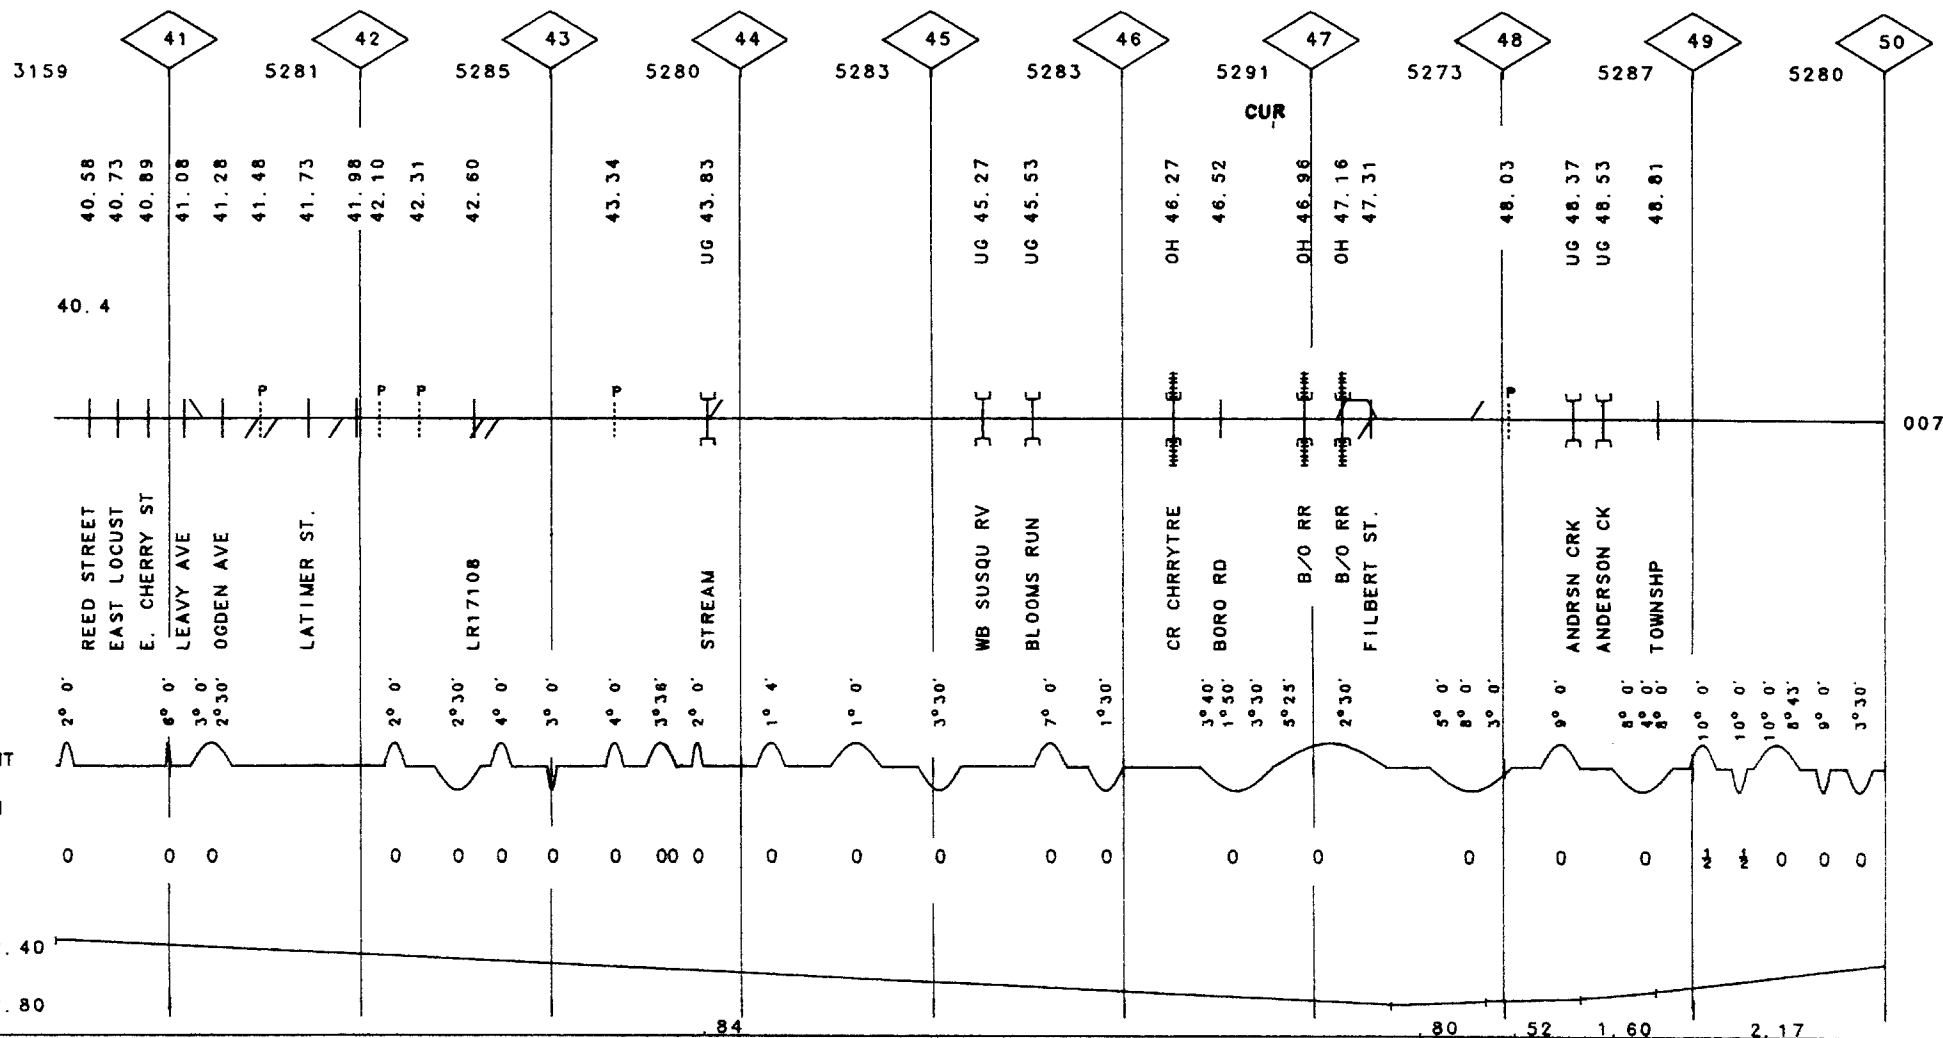 41 42 43 44 45 46 47 48 49 50
3159 5281 5285 5280 5283 5283 5291 5273 5287 5280
CUR
40.58
40.73
40.89
41.08
41.28
41.48
41.73
41.98
42.10
42.31
42.60
43.34
UG 43.83
UG 45.27
UG 45.53
OH 46.27
46.52
OH 46.96
OH 47.16
47.31
48.03
UG 48.37
UG 48.53
48.81
40.4
P P P P P
007
REED STREET
EAST LOCUST
E. CHERRY ST
LEAVY AVE
OGDEN AVE
LATIMER ST.
LR17108
STREAM
WB SUSQU RV
BLOOMS RUN
CR CHRRYTRE
BORO RD
B/O RR
B/O RR
FILBERT ST.
ANDRSN CRK
ANDERSON CK
TOWNSHP
2° 0'
6° 0'
3° 0'
2°30'
2° 0'
2°30'
4° 0'
3° 0'
4° 0'
3°36'
2° 0'
1° 4'
1° 0'
3°30'
7° 0'
1°30'
3°40'
1°50'
3°30'
5°25'
2°30'
5° 0'
8° 0'
3° 0'
9° 0'
8° 0'
4° 0'
8° 0'
10° 0'
10° 0'
10° 0'
8°43'
9° 0'
3°30'
0 0 0 0 0 0 0 0 00 0 0 0 0 0 0 0 0 0 0 0 ½ ½ 0 0 0
.40
.80
.84 .80 .52 1.60 2.17